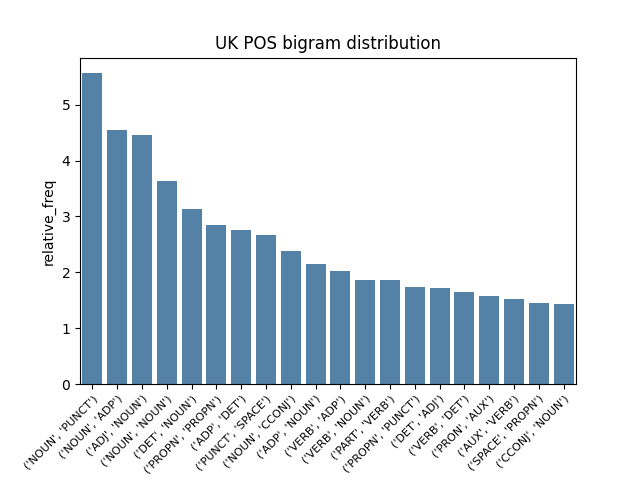 UK POS bigram distribution
relative_freq
5
4
3
2
1
0
('NOUN', 'PUNCT')
('NOUN', 'ADP')
('ADJ', 'NOUN')
('NOUN', 'NOUN')
('DET', 'NOUN')
('PROPN', 'PROPN')
('ADP', 'DET')
('PUNCT', 'SPACE')
('NOUN', 'CCONJ')
('ADP', 'NOUN')
('VERB', 'ADP')
('VERB', 'NOUN')
('PART', 'VERB')
('PROPN', 'PUNCT')
('DET', 'ADJ')
('VERB', 'DET')
('PRON', 'AUX')
('AUX', 'VERB')
('SPACE', 'PROPN')
('CCONJ', 'NOUN')